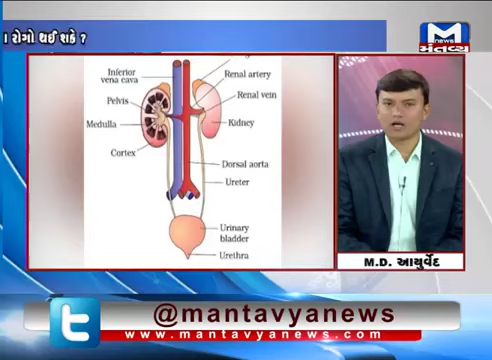 રોગો થઈ શકે ?
M
news
મંતવ્ય
Inferior
vena cava
Renal artery
Renal vein
Pelvis
Medulla
Kidney
Cortex
Dorsal aorta
Ureter
Urinary
bladder
Urethra
M.D. આયુર્વેદ
@mantavyanews
www.mantavyanews.com